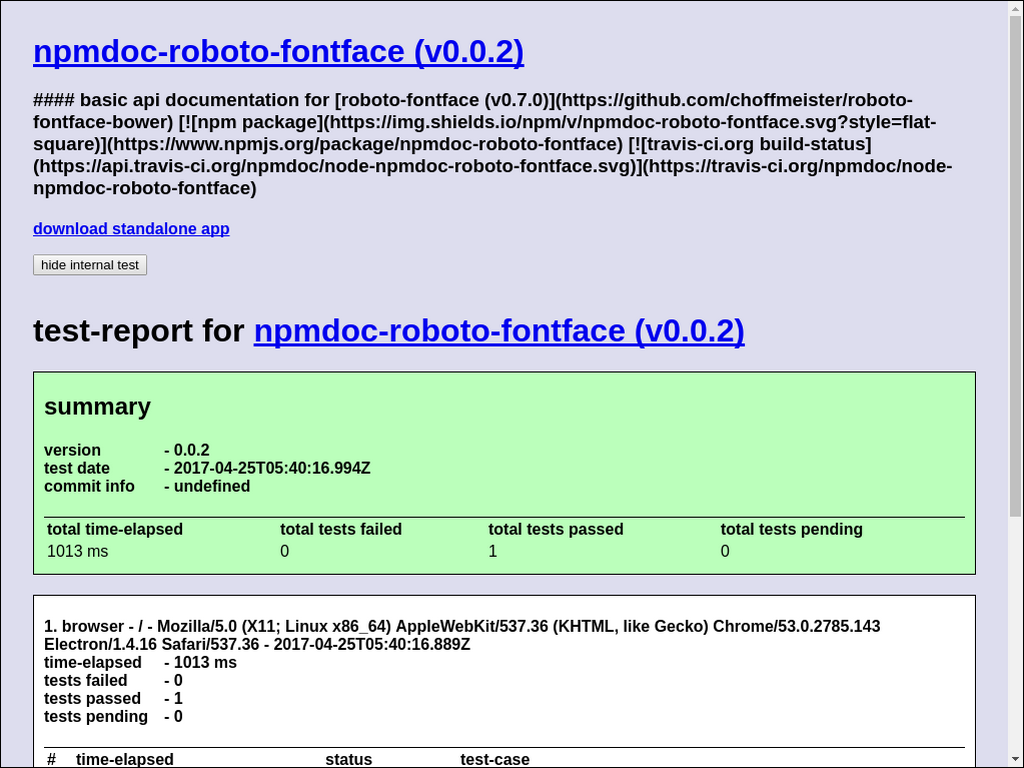 npmdoc-roboto-fontface (v0.0.2)
#### basic api documentation for [roboto-fontface (v0.7.0)](https://github.com/choffmeister/roboto-
fontface-bower) [![npm package](https://img.shields.io/npm/v/npmdoc-roboto-fontface.svg?style=flat-
square)](https://www.npmjs.org/package/npmdoc-roboto-fontface) [![travis-ci.org build-status]
(https://api.travis-ci.org/npmdoc/node-npmdoc-roboto-fontface.svg)](https://travis-ci.org/npmdoc/node-
npmdoc-roboto-fontface)
download standalone app
hide internal test
test-report for npmdoc-roboto-fontface (v0.0.2)
summary
version - 0.0.2
test date - 2017-04-25T05:40:16.994Z
commit info - undefined
total time-elapsed total tests failed total tests passed total tests pending
1013 ms 0 1 0
1. browser - / - Mozilla/5.0 (X11; Linux x86_64) AppleWebKit/537.36 (KHTML, like Gecko) Chrome/53.0.2785.143
Electron/1.4.16 Safari/537.36 - 2017-04-25T05:40:16.889Z
time-elapsed - 1013 ms
tests failed - 0
tests passed - 1
tests pending - 0
# time-elapsed status test-case